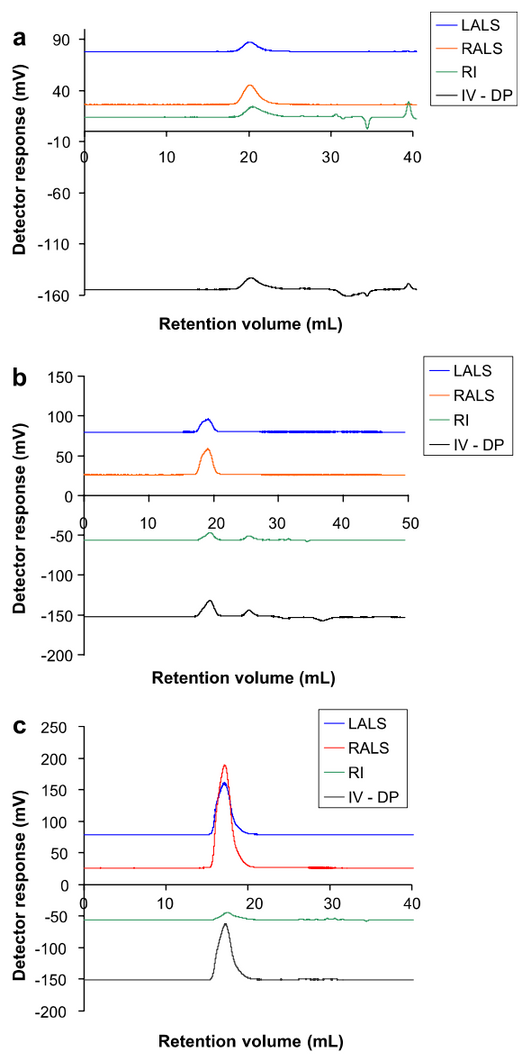 a
Detector response (mV)
90
40
-10
-60
-110
-160
0
10
20
30
40
Retention volume (mL)
LALS
RALS
RI
IV - DP
b
Detector response (mV)
150
100
50
0
-50
-100
-150
-200
0
10
20
30
40
50
Retention volume (mL)
LALS
RALS
RI
IV - DP
c
Detector response (mV)
250
200
150
100
50
0
-50
-100
-150
-200
0
10
20
30
40
Retention volume (mL)
LALS
RALS
RI
IV - DP